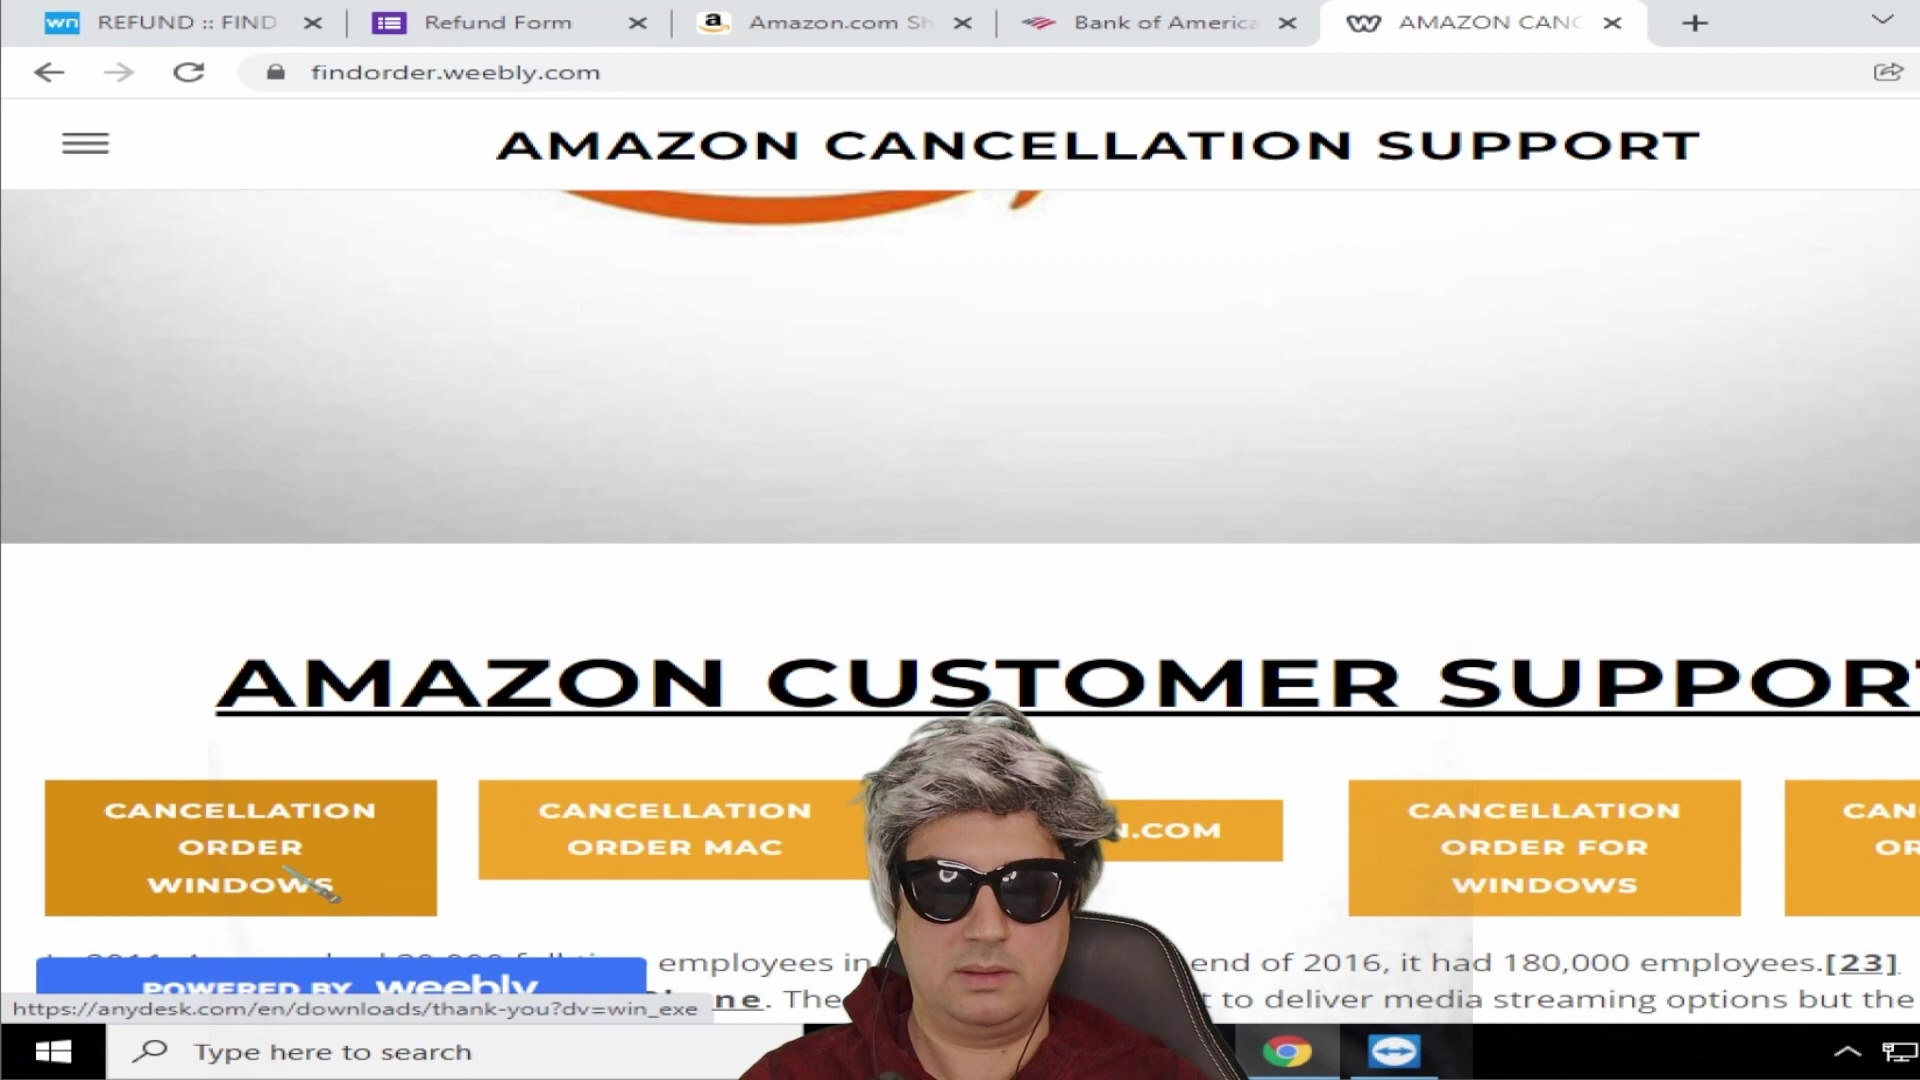 wn REFUND :: FIND
Refund Form
a Amazon.com Sh
Bank of America
AMAZON CANC
findorder.weebly.com
AMAZON CANCELLATION SUPPORT
AMAZON CUSTOMER SUPPORT
CANCELLATION
ORDER
WINDOWS
CANCELLATION
ORDER MAC
N.COM
CANCELLATION
ORDER FOR
WINDOWS
CAN
OR
employees in end of 2016, it had 180,000 employees.[23]
ne. The t to deliver media streaming options but the
POWERED BY weebly
https://anydesk.com/en/downloads/thank-you?dv=win_exe
Type here to search